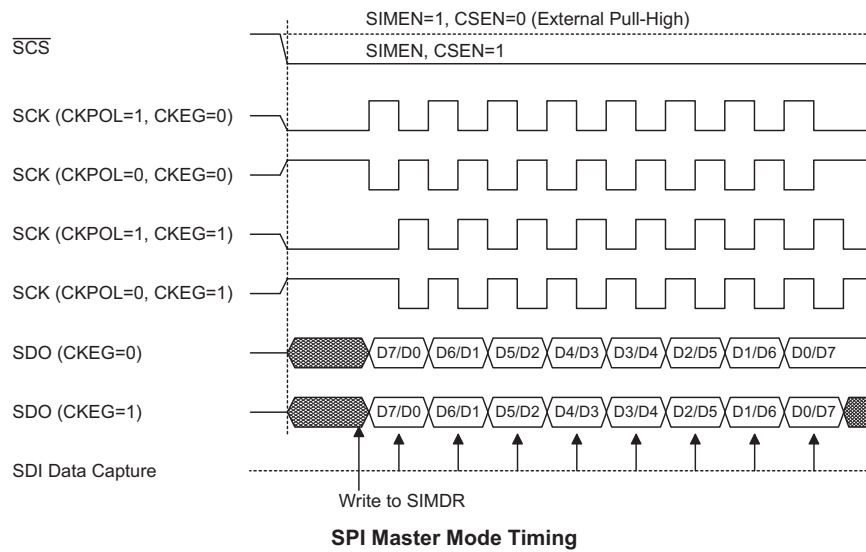 SIMEN=1, CSEN=0 (External Pull-High)
SCS
SIMEN, CSEN=1
SCK (CKPOL=1, CKEG=0)
SCK (CKPOL=0, CKEG=0)
SCK (CKPOL=1, CKEG=1)
SCK (CKPOL=0, CKEG=1)
SDO (CKEG=0) D7/D0 D6/D1 D5/D2 D4/D3 D3/D4 D2/D5 D1/D6 D0/D7
SDO (CKEG=1) D7/D0 D6/D1 D5/D2 D4/D3 D3/D4 D2/D5 D1/D6 D0/D7
SDI Data Capture
Write to SIMDR
SPI Master Mode Timing